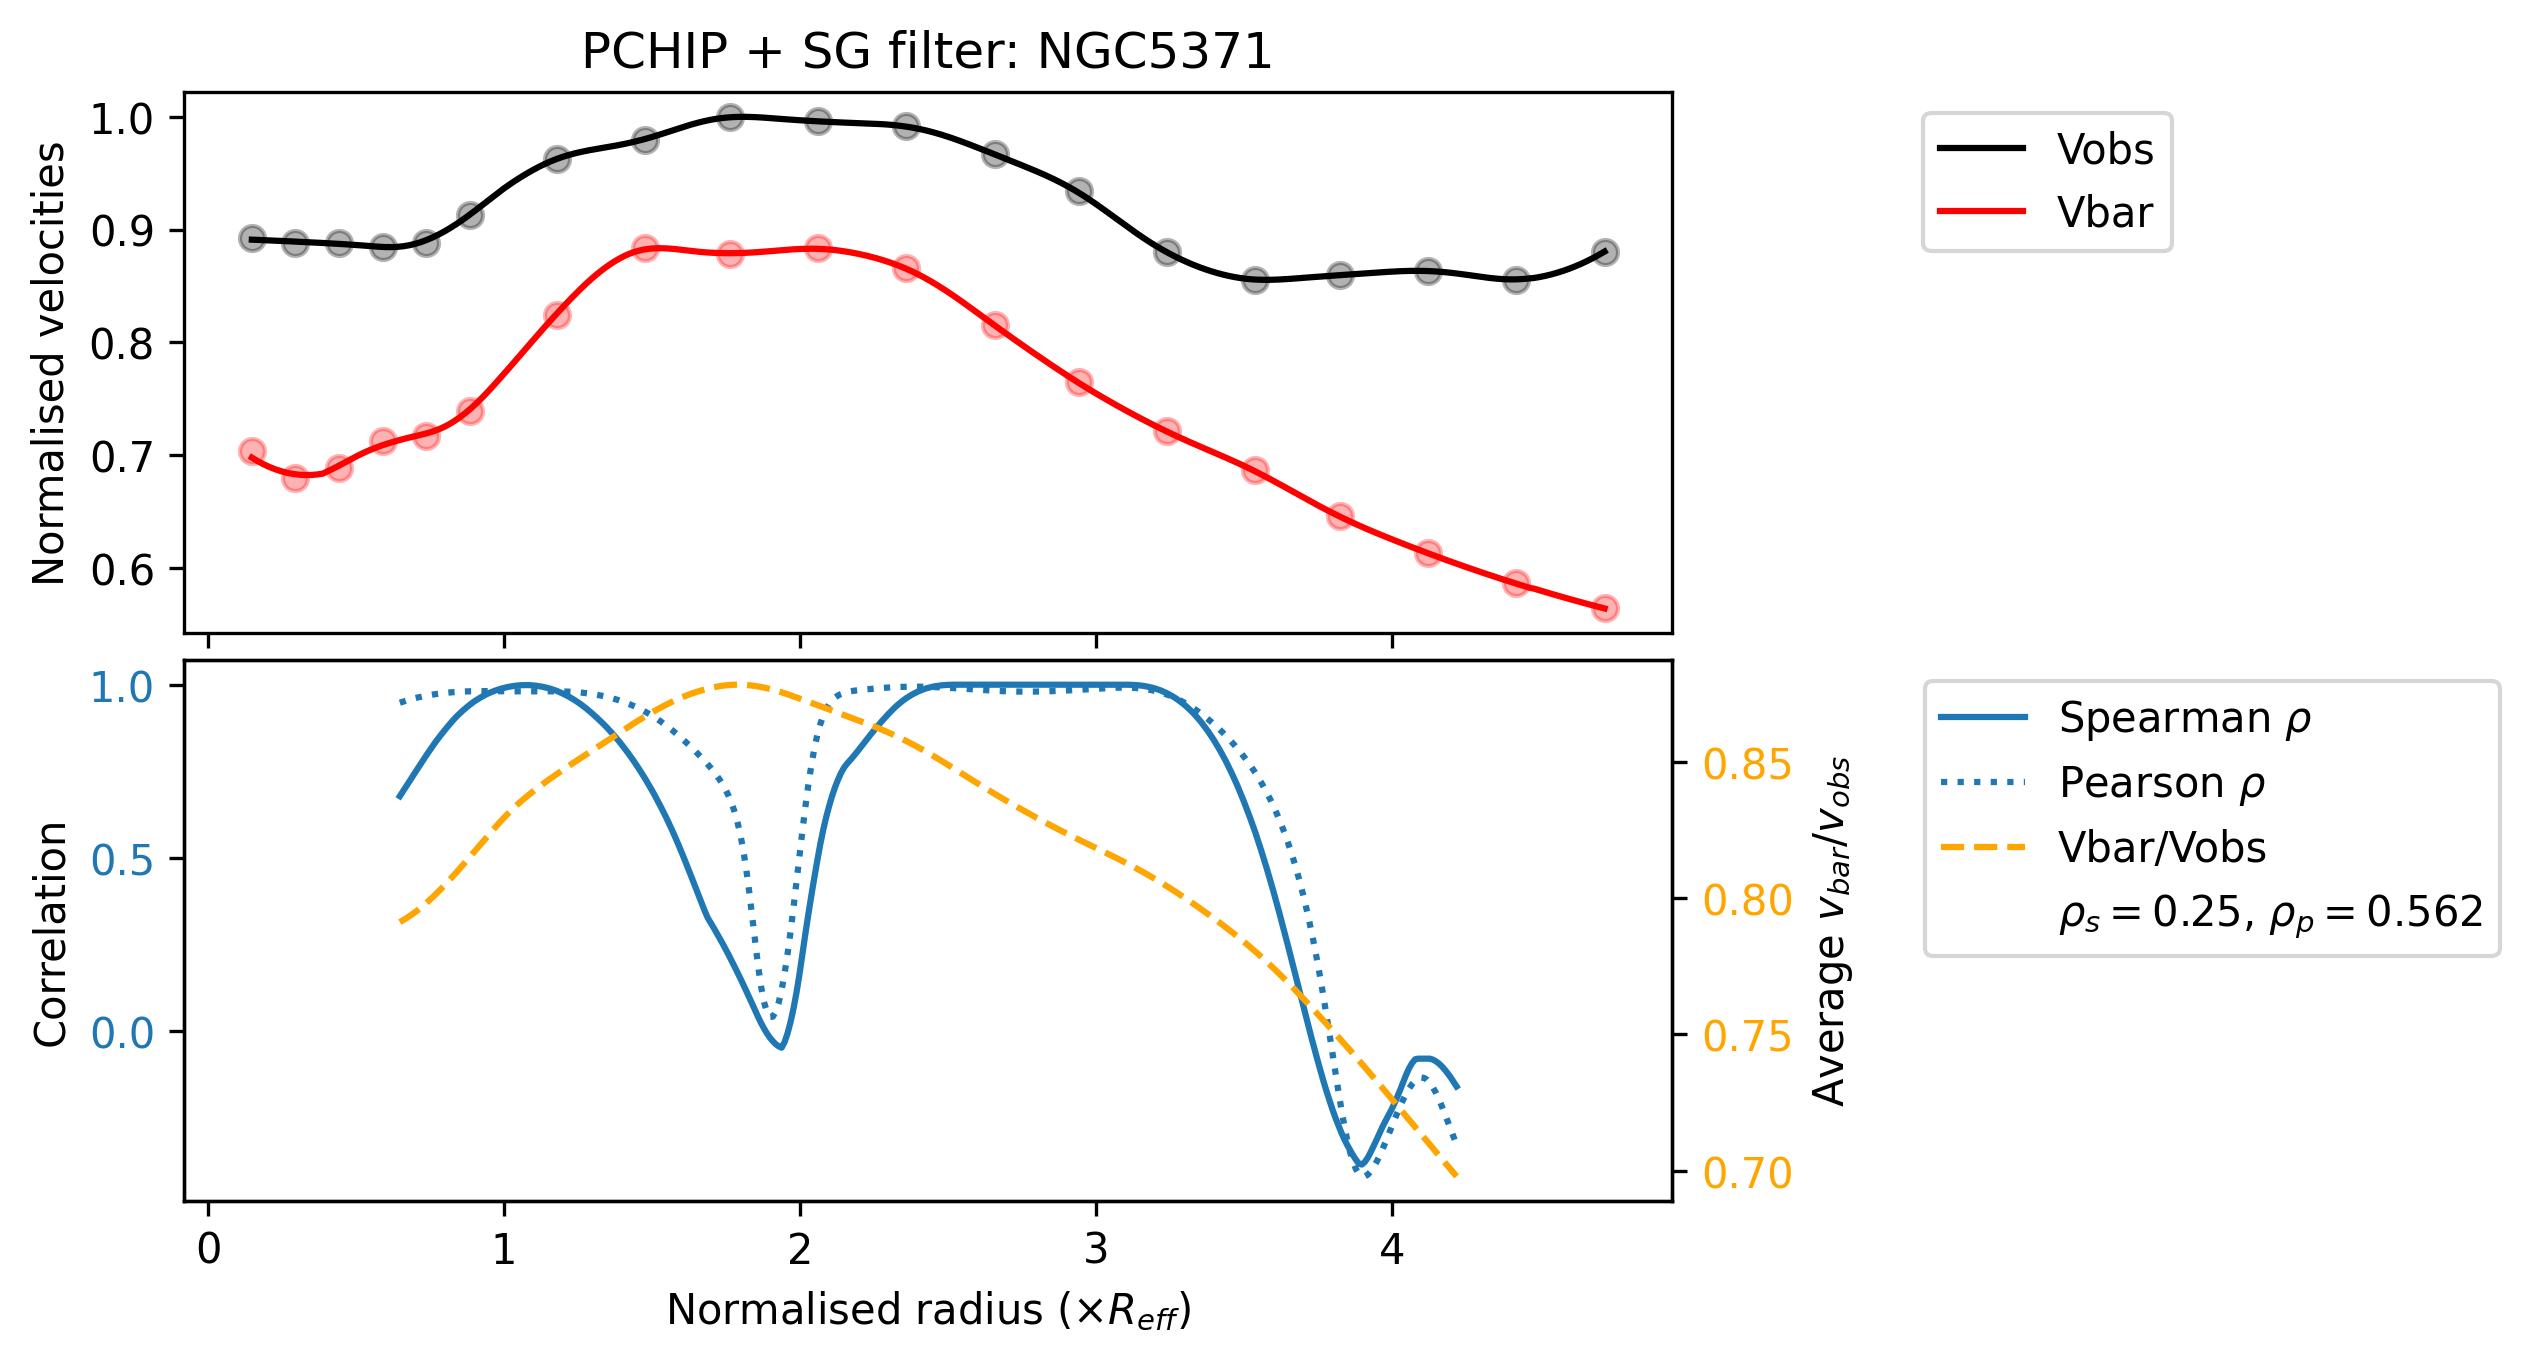 PCHIP + SG filter: NGC5371
Normalised velocities
1.0
0.9
0.8
0.7
0.6
Vobs
Vbar
Correlation
1.0
0.5
0.0
0.85
0.80
0.75
0.70
Average v_bar/v_obs
Spearman ρ
Pearson ρ
Vbar/Vobs
ρ_s = 0.25, ρ_p = 0.562
0 1 2 3 4
Normalised radius (×R_eff)